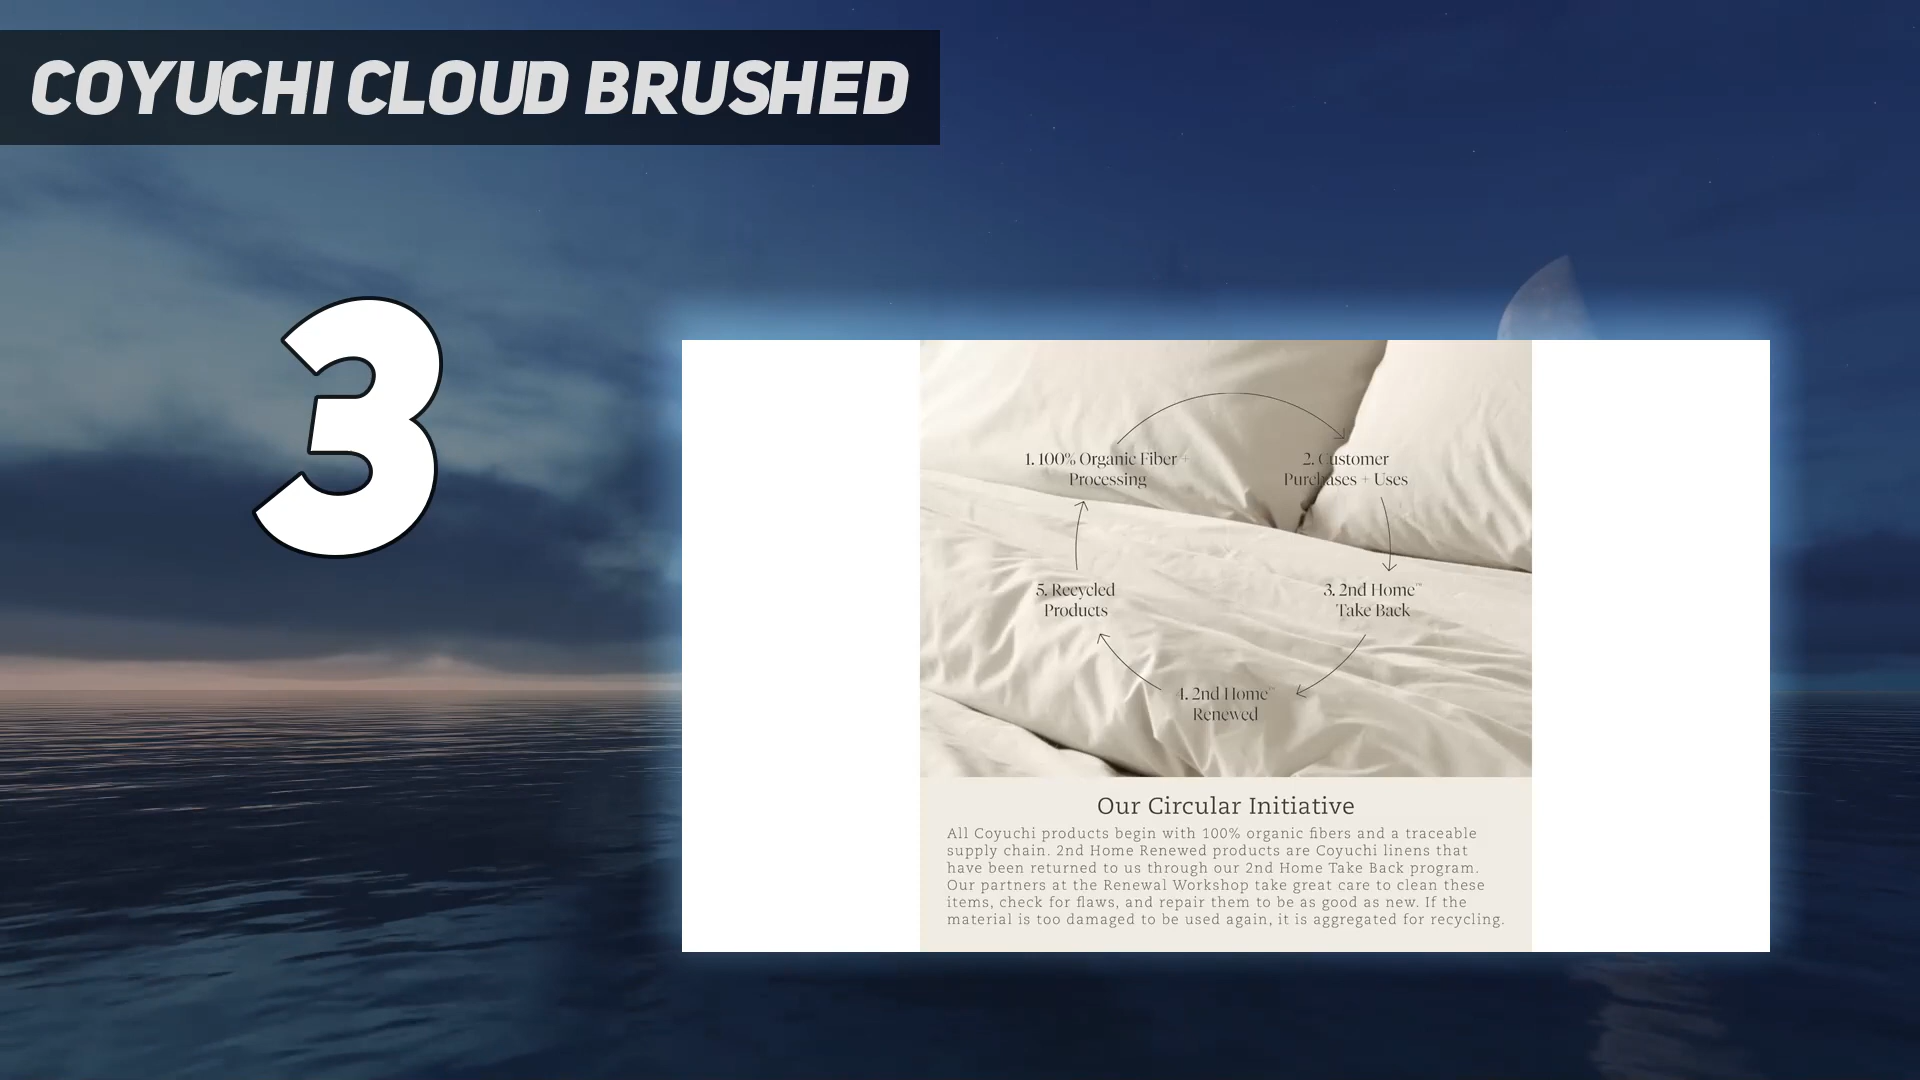 COYUCHI CLOUD BRUSHED
3
1. 100% Organic Fiber +
Processing
2. Customer
Purchases + Uses
3. 2nd Home™
Take Back
4. 2nd Home™
Renewed
5. Recycled
Products
Our Circular Initiative
All Coyuchi products begin with 100% organic fibers and a traceable
supply chain. 2nd Home Renewed products are Coyuchi linens that
have been returned to us through our 2nd Home Take Back program.
Our partners at the Renewal Workshop take great care to clean these
items, check for flaws, and repair them to be as good as new. If the
material is too damaged to be used again, it is aggregated for recycling.